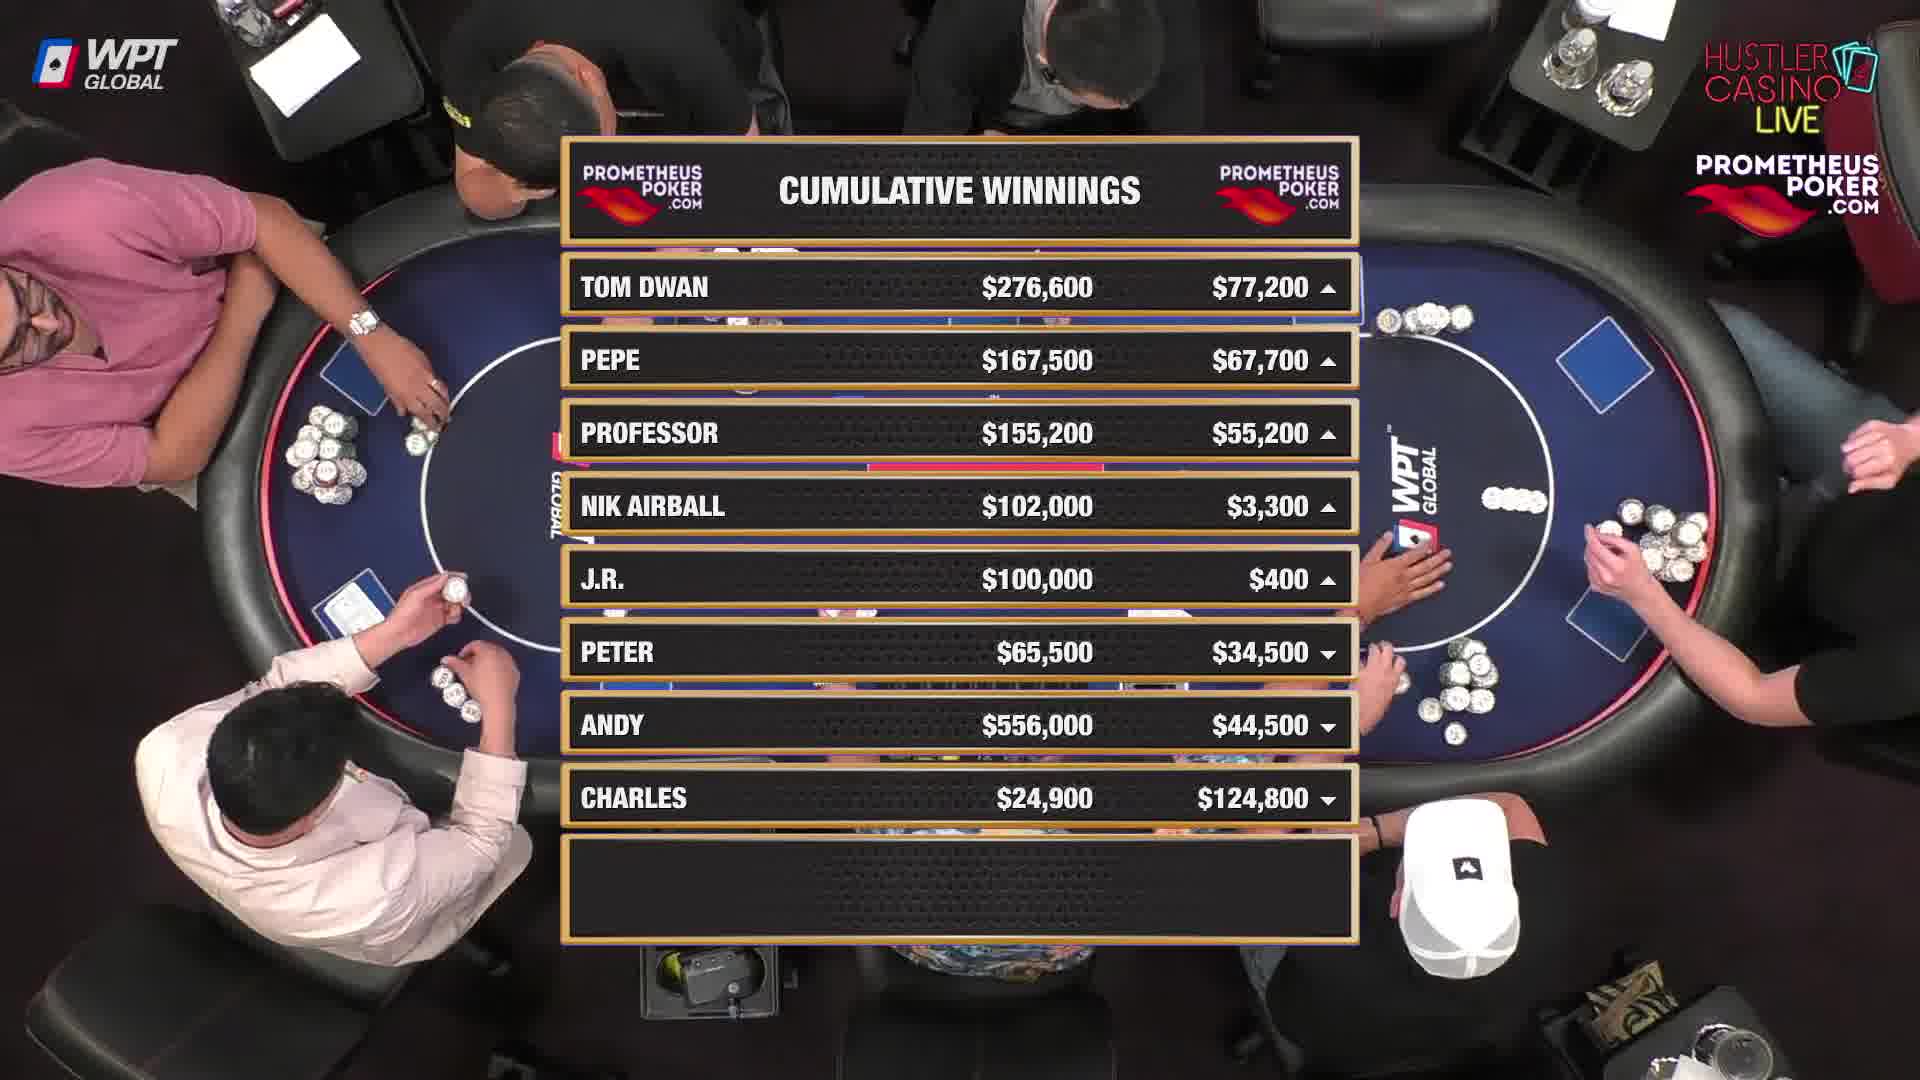 WPT
GLOBAL
HUSTLER
CASINO
LIVE
PROMETHEUS
POKER
.COM
PROMETHEUS
POKER
.COM
CUMULATIVE WINNINGS
PROMETHEUS
POKER
.COM
TOM DWAN $276,600 $77,200
PEPE $167,500 $67,700
PROFESSOR $155,200 $55,200
NIK AIRBALL $102,000 $3,300
J.R. $100,000 $400
PETER $65,500 $34,500
ANDY $556,000 $44,500
CHARLES $24,900 $124,800
WPT
GLOBAL
GLOBAL